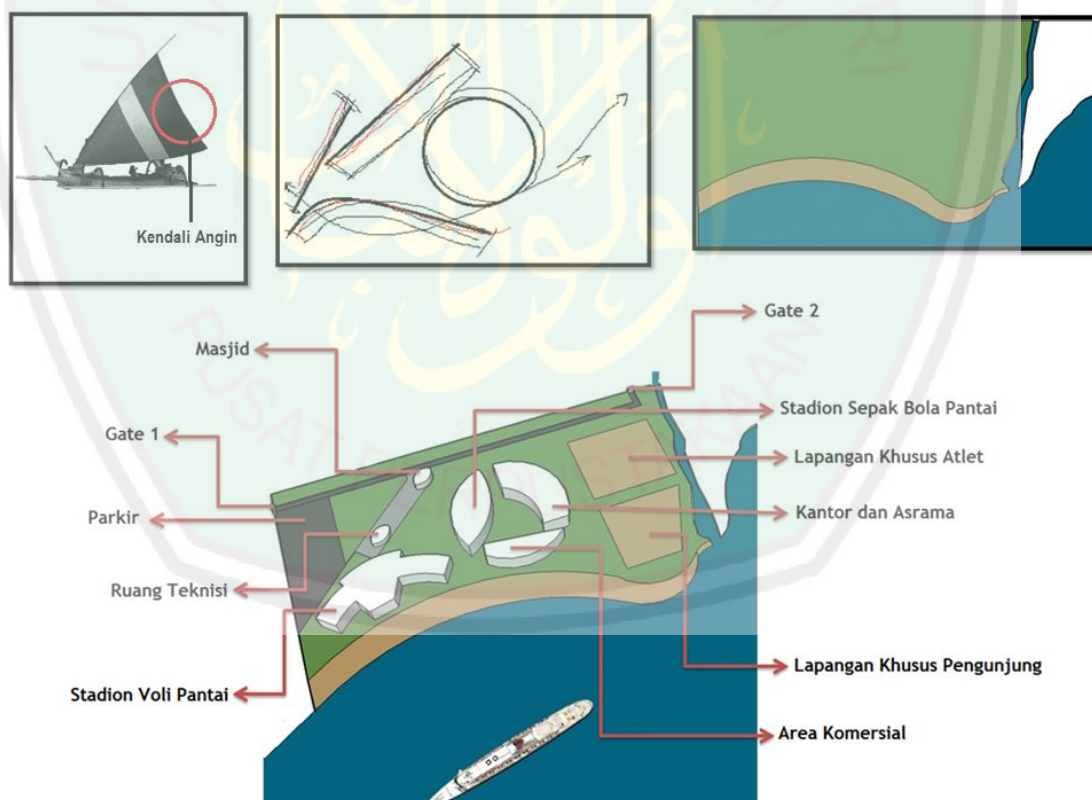 Kendali Angin
Gate 2
Masjid
Stadion Sepak Bola Pantai
Gate 1
Lapangan Khusus Atlet
Parkir
Kantor dan Asrama
Ruang Teknisi
Lapangan Khusus Pengunjung
Stadion Voli Pantai
Area Komersial